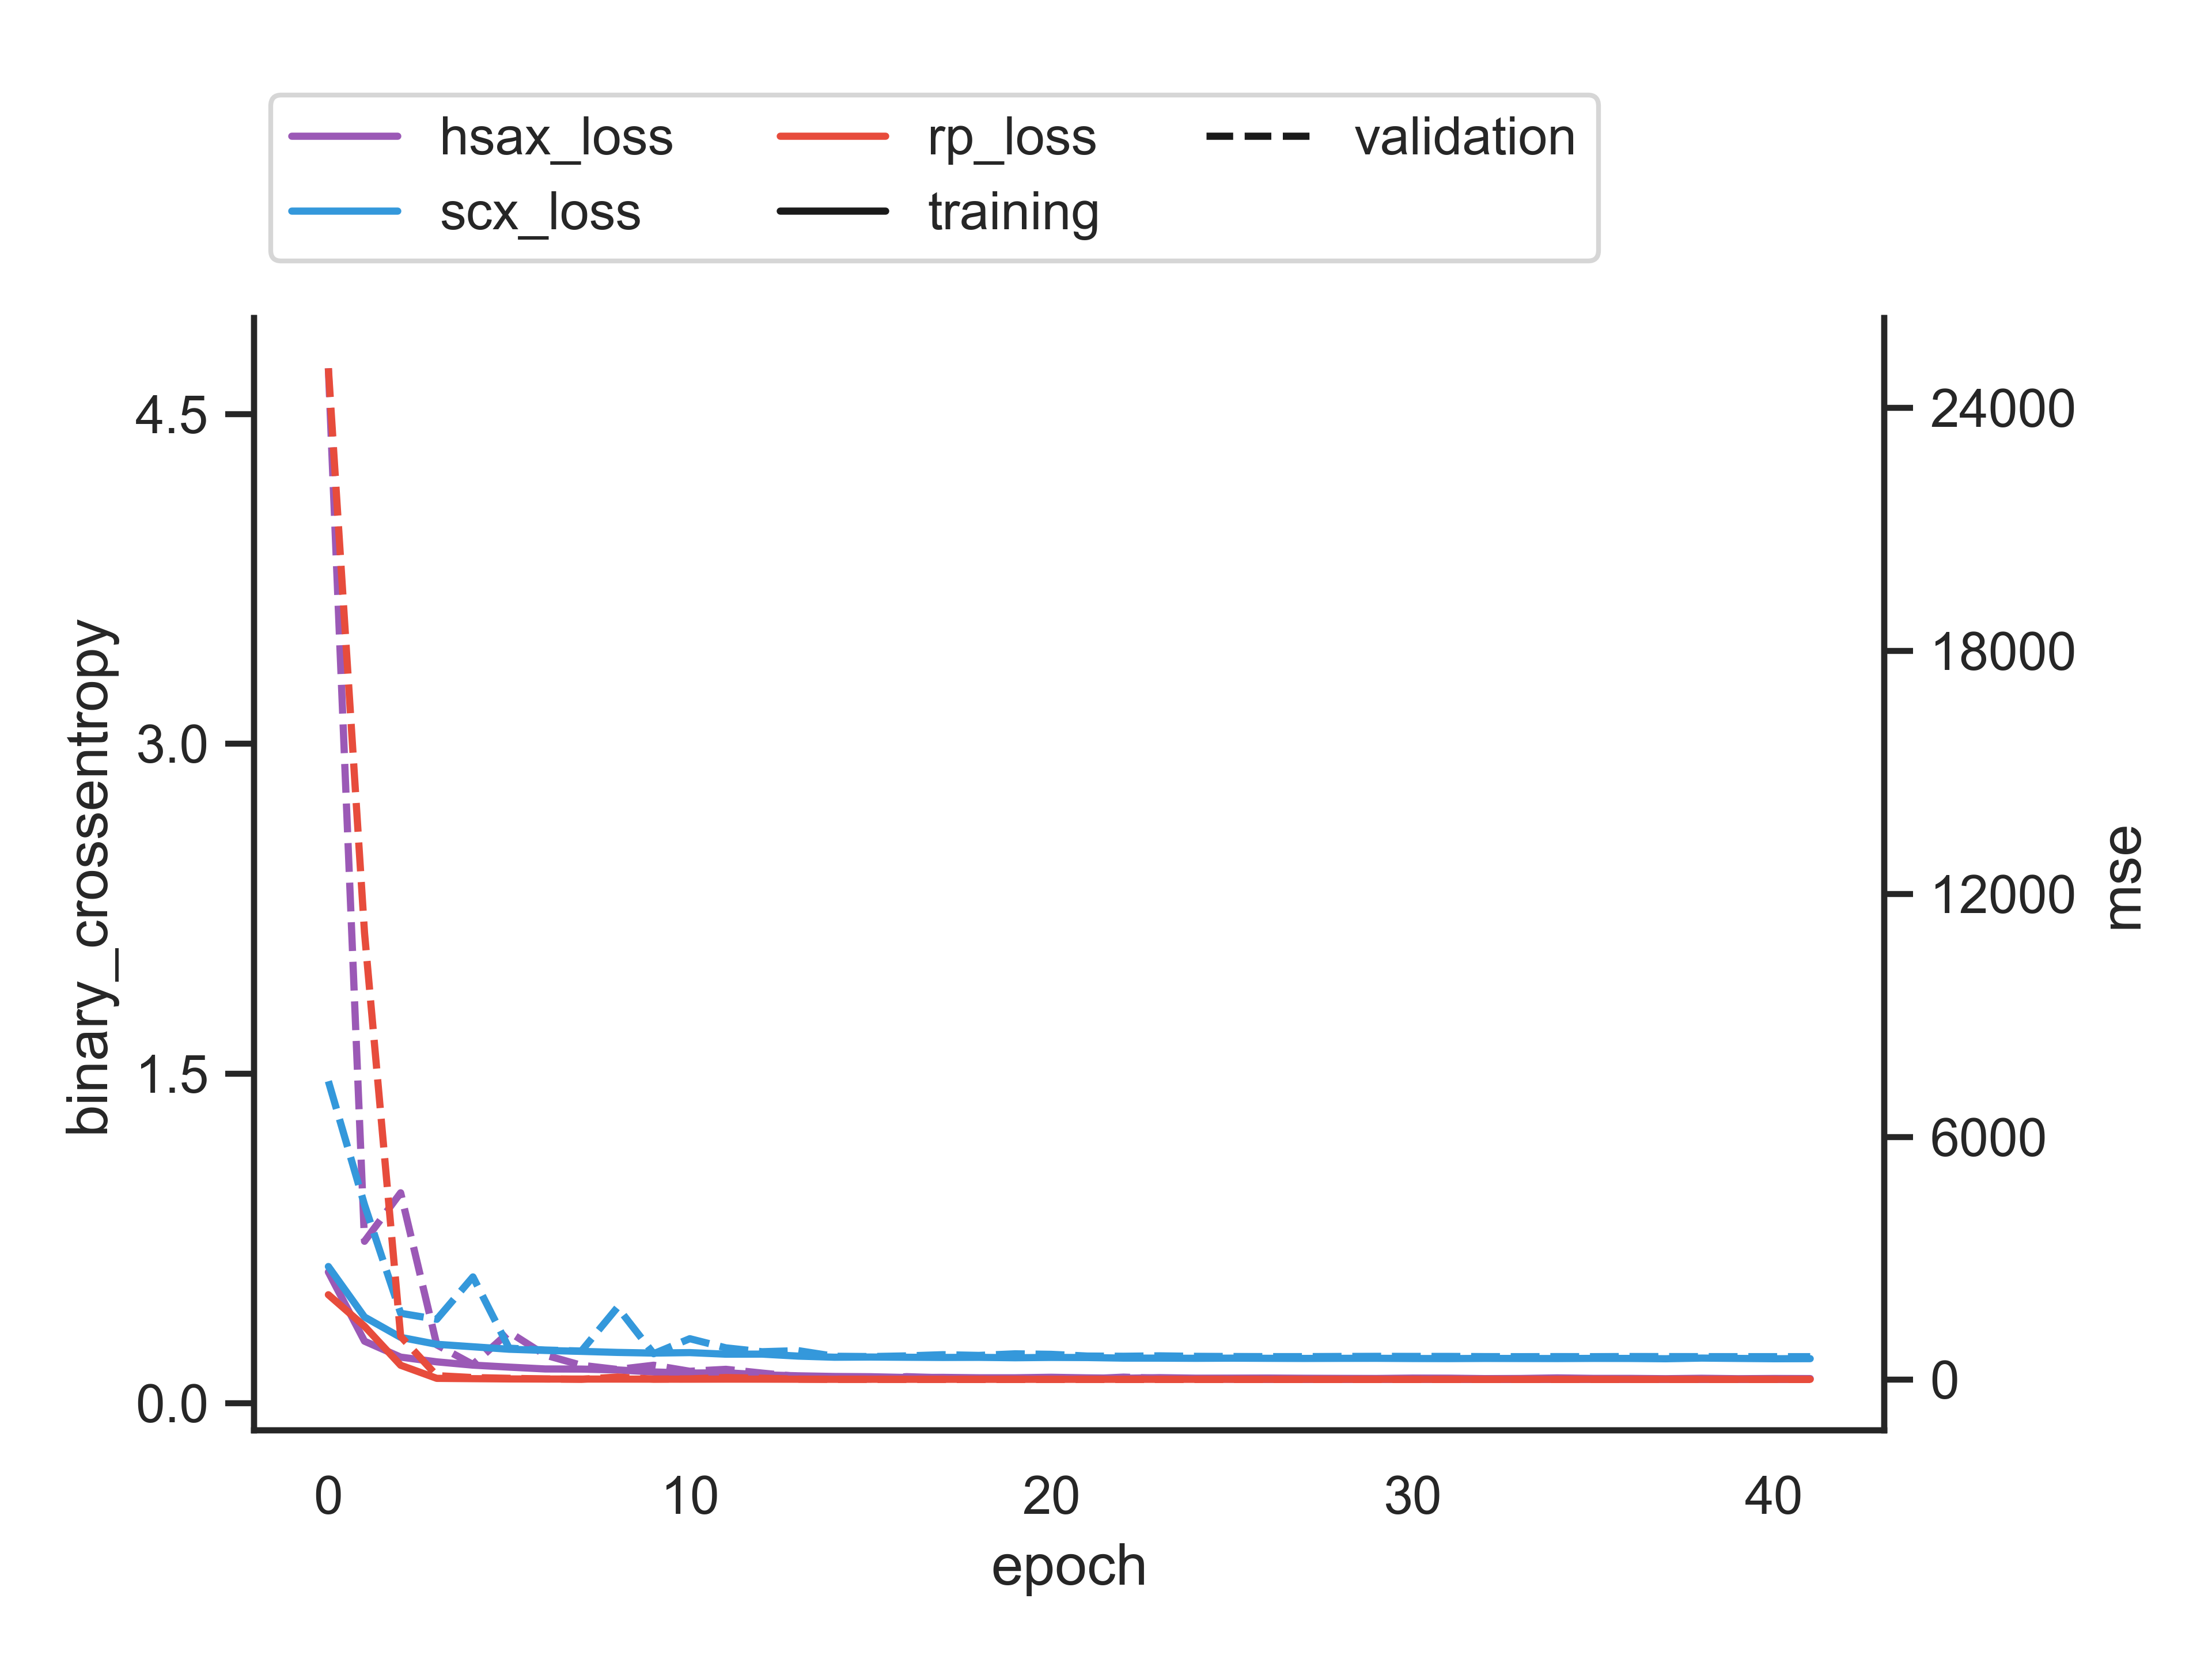 hsax_loss rp_loss validation
scx_loss training
4.5
3.0
1.5
0.0
binary_crossentropy
24000
18000
12000
6000
0
mse
0 10 20 30 40
epoch